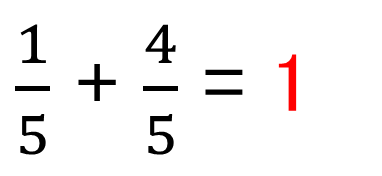 1/5 + 4/5 = 1